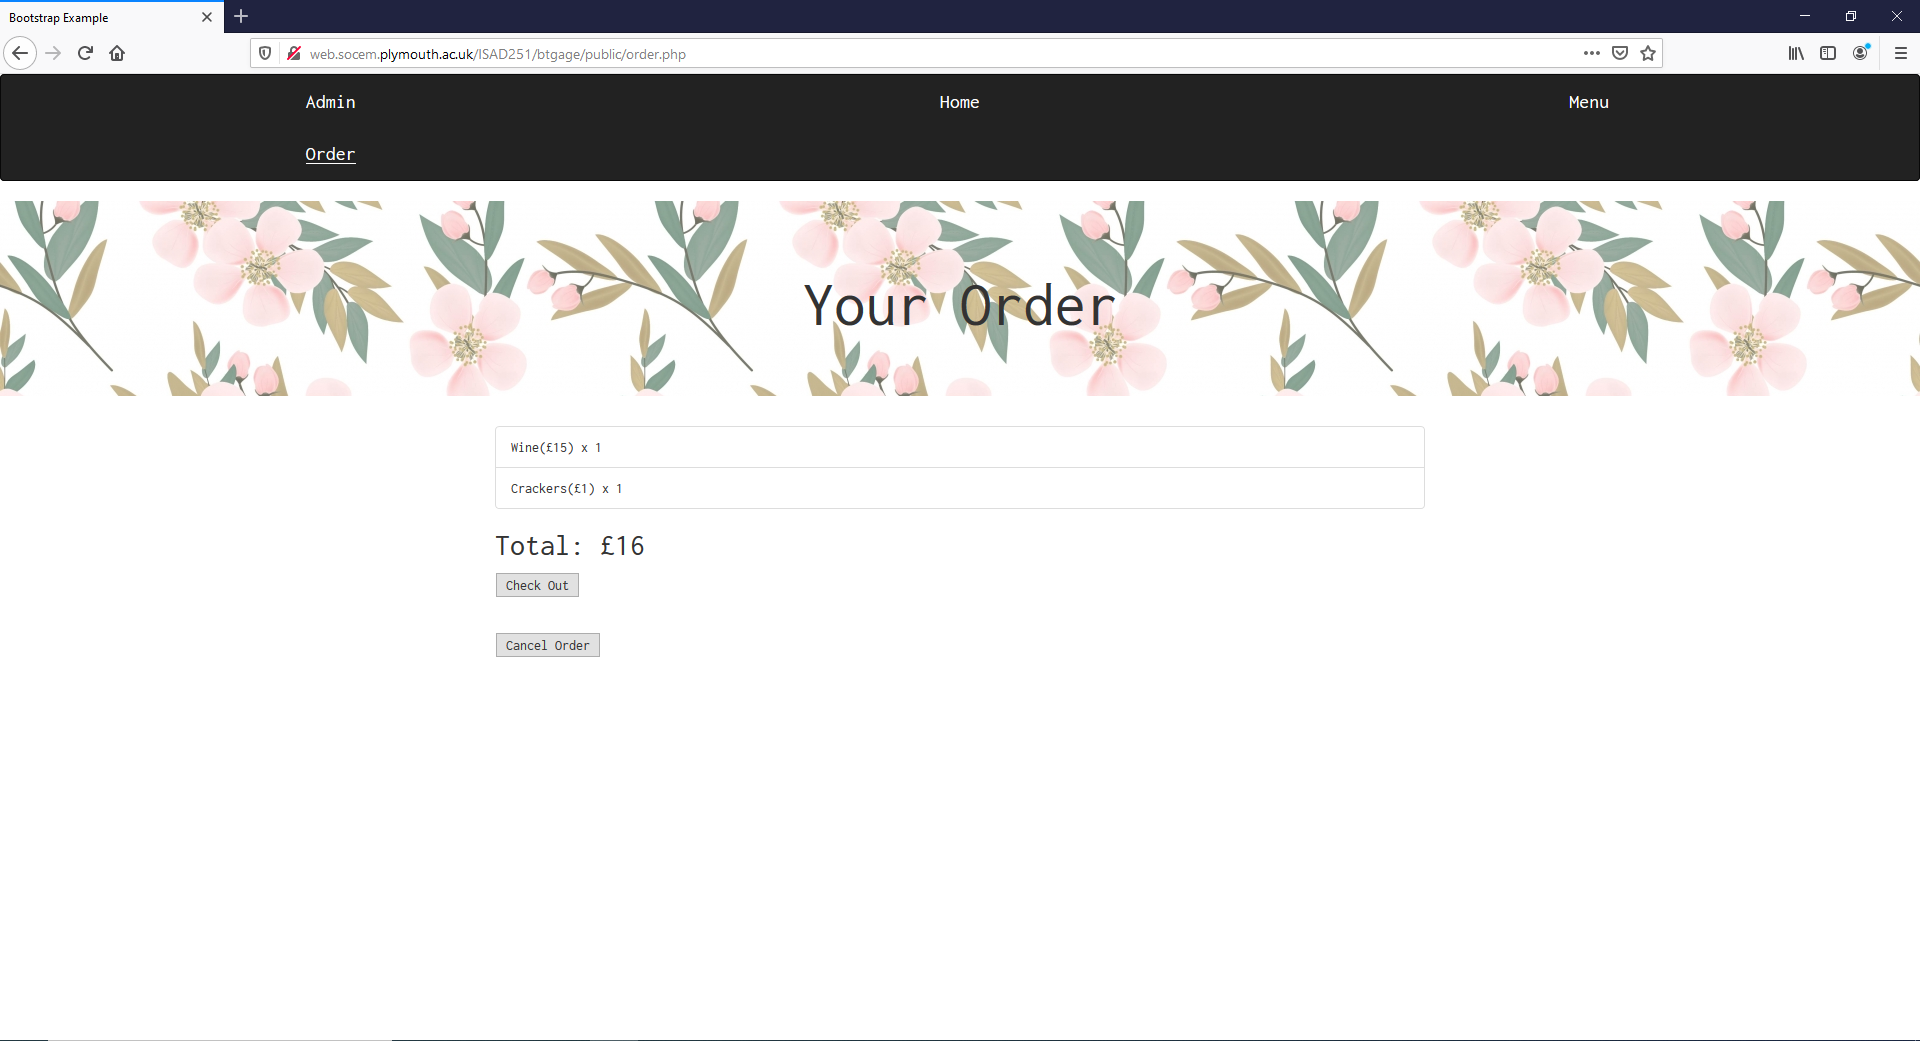 Bootstrap Example
web.socem.plymouth.ac.uk/ISAD251/btgage/public/order.php
Admin Home Menu
Order
Your Order
Wine(£15) x 1
Crackers(£1) x 1
Total: £16
Check Out
Cancel Order